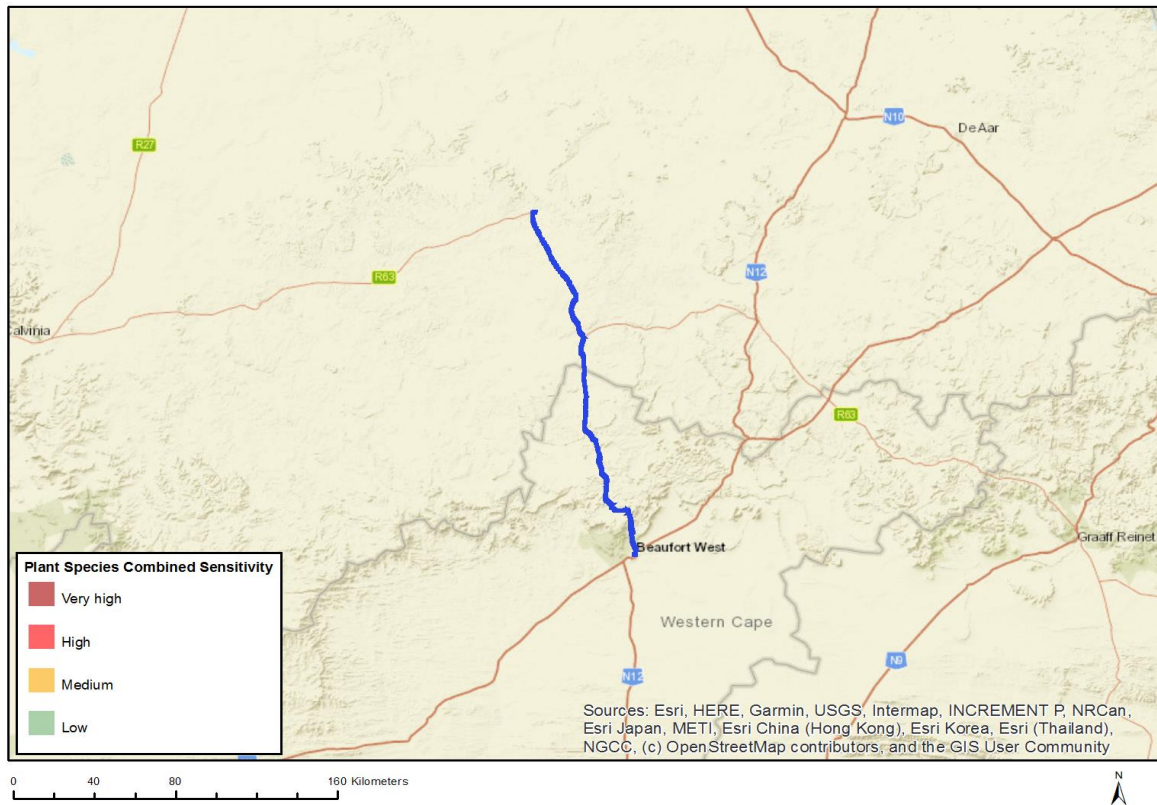 N10
De Aar
R27
N12
R63
alvinia
R63
Graaff Reinet
Beaufort West
Western Cape
N9
N12
Plant Species Combined Sensitivity
Very high
High
Medium
Low
Sources: Esri, HERE, Garmin, USGS, Intermap, INCREMENT P, NRCan,
Esri Japan, METI, Esri China (Hong Kong), Esri Korea, Esri (Thailand),
NGCC, (c) OpenStreetMap contributors, and the GIS User Community
0 40 80 160 Kilometers
N